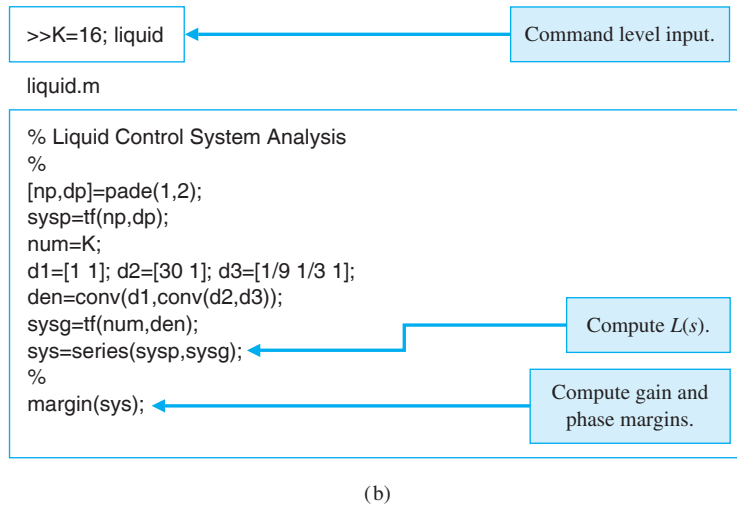 >>K=16; liquid
Command level input.
liquid.m
% Liquid Control System Analysis
%
[np,dp]=pade(1,2);
sysp=tf(np,dp);
num=K;
d1=[1 1]; d2=[30 1]; d3=[1/9 1/3 1];
den=conv(d1,conv(d2,d3));
sysg=tf(num,den);
sys=series(sysp,sysg);
Compute L(s).
%
margin(sys);
Compute gain and
phase margins.
(b)